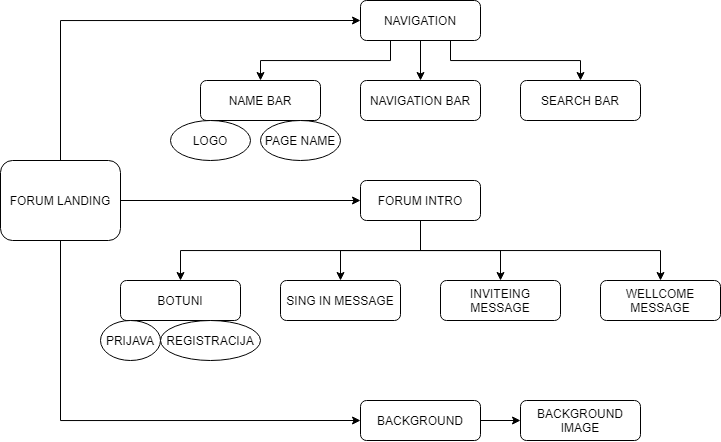 NAVIGATION
NAME BAR
NAVIGATION BAR
SEARCH BAR
LOGO
PAGE NAME
FORUM LANDING
FORUM INTRO
BOTUNI
SING IN MESSAGE
INVITEING
MESSAGE
WELLCOME
MESSAGE
PRIJAVA
REGISTRACIJA
BACKGROUND
BACKGROUND
IMAGE